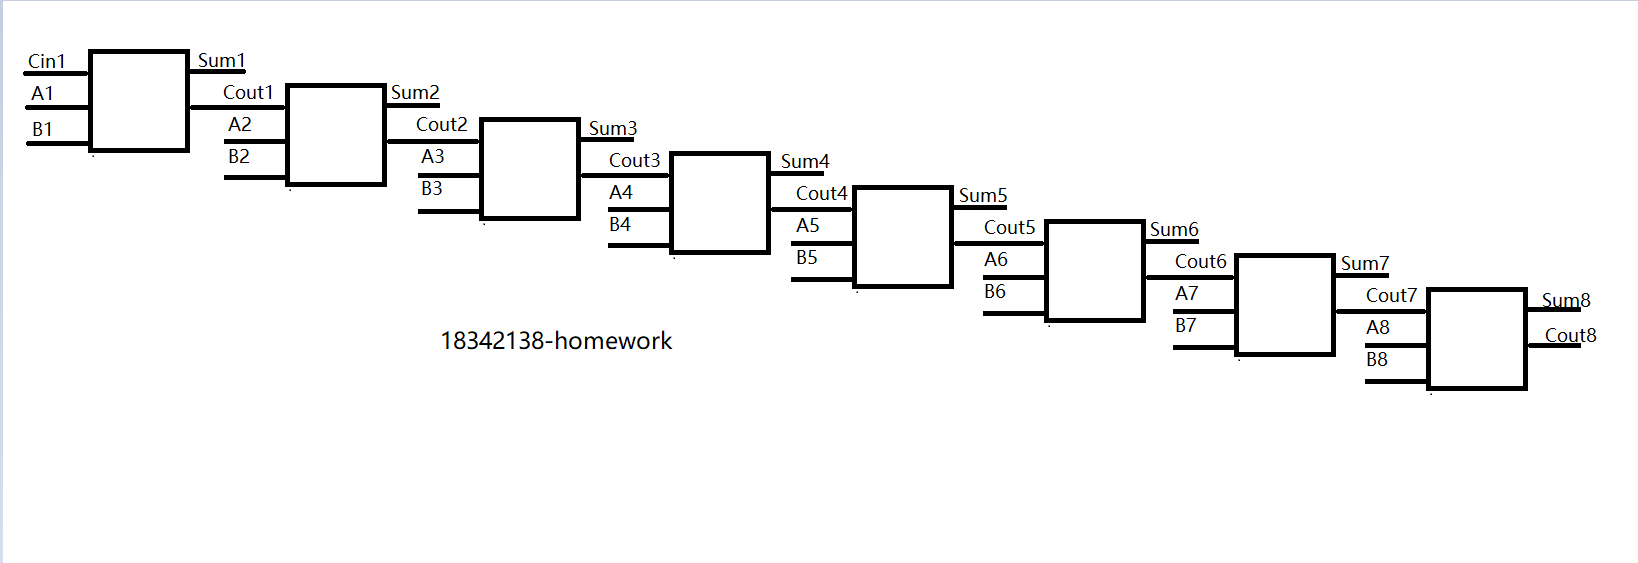 Cin1
A1
B1
Sum1
Cout1
A2
B2
Sum2
Cout2
A3
B3
Sum3
Cout3
A4
B4
Sum4
Cout4
A5
B5
Sum5
Cout5
A6
B6
Sum6
Cout6
A7
B7
Sum7
Cout7
A8
B8
Sum8
Cout8
18342138-homework